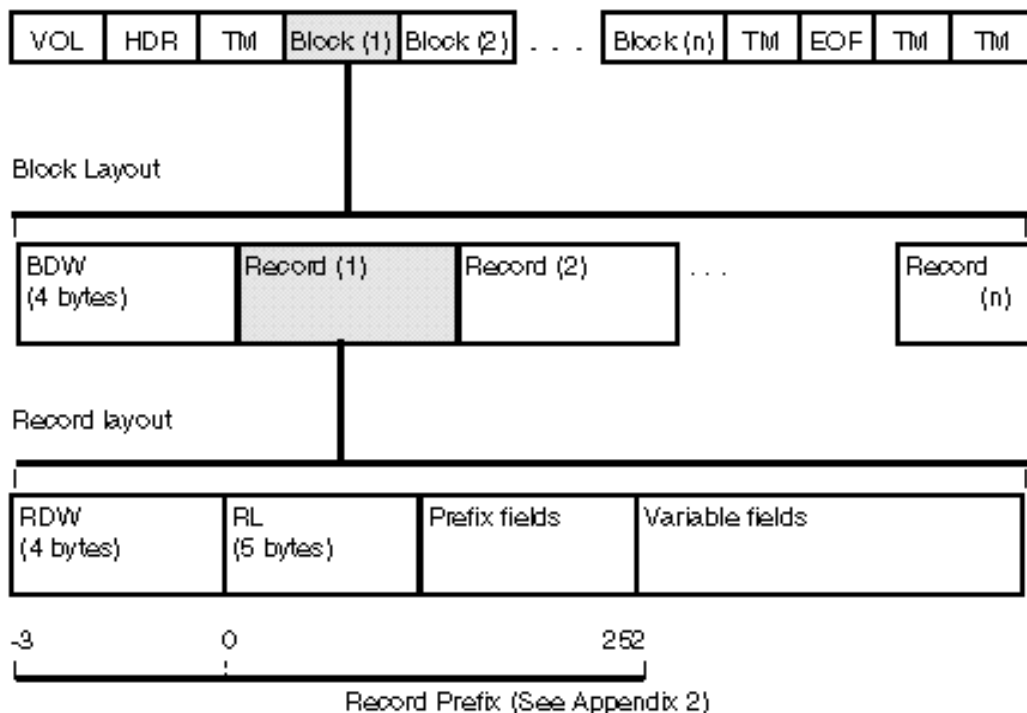 VOL HDR TM Block (1) Block (2) . . . Block (n) TM EOF TM TM
Block Layout
BDW
(4 bytes)
Record (1)
Record (2)
. . .
Record
(n)
Record layout
RDW
(4 bytes)
RL
(5 bytes)
Prefix fields
Variable fields
-3 0 252
Record Prefix (See Appendix 2)